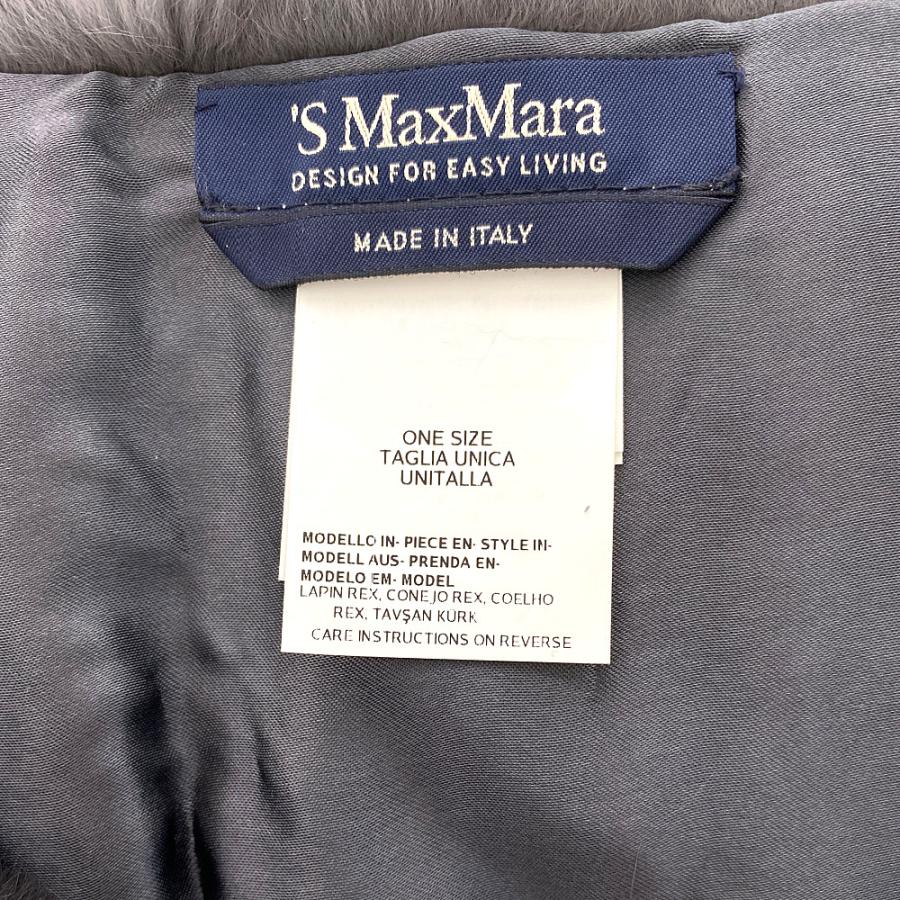 'S MaxMara
DESIGN FOR EASY LIVING
MADE IN ITALY
ONE SIZE
TAGLIA UNICA
UNITALLA
MODELLO IN- PIECE EN- STYLE IN-
MODELL AUS- PRENDA EN-
MODELO EM- MODEL
LAPIN REX, CONEJO REX, COELHO
REX, TAVŞAN KÜRK
CARE INSTRUCTIONS ON REVERSE